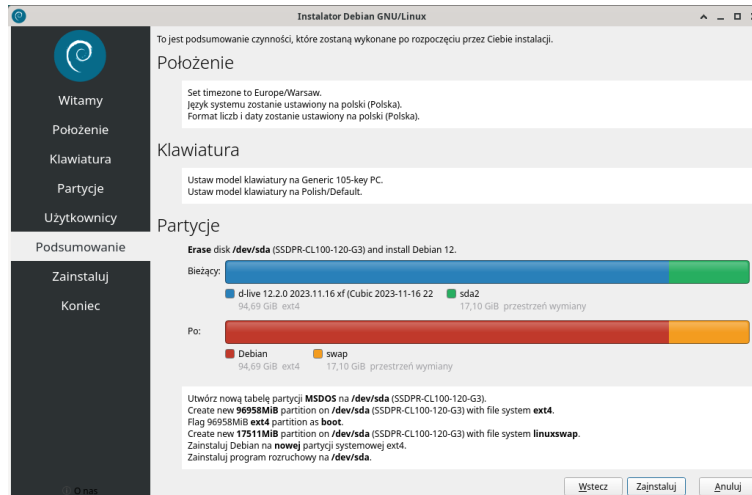 Instalator Debian GNU/Linux
To jest podsumowanie czynności, które zostaną wykonane po rozpoczęciu przez Ciebie instalacji.
Witamy
Położenie
Klawiatura
Partycje
Użytkownicy
Podsumowanie
Zainstaluj
Koniec
O nas
Położenie
Set timezone to Europe/Warsaw.
Język systemu zostanie ustawiony na polski (Polska).
Format liczb i daty zostanie ustawiony na polski (Polska).
Klawiatura
Ustaw model klawiatury na Generic 105-key PC.
Ustaw model klawiatury na Polish/Default.
Partycje
Erase disk /dev/sda (SSDPR-CL100-120-G3) and install Debian 12.
Bieżący:
d-live 12.2.0 2023.11.16 xf (Cubic 2023-11-16 22 sda2
94,69 GiB ext4 17,10 GiB przestrzeń wymiany
Po:
Debian swap
94,69 GiB ext4 17,10 GiB przestrzeń wymiany
Utwórz nową tabelę partycji MSDOS na /dev/sda (SSDPR-CL100-120-G3).
Create new 96958MiB partition on /dev/sda (SSDPR-CL100-120-G3) with file system ext4.
Flag 96958MiB ext4 partition as boot.
Create new 17511MiB partition on /dev/sda (SSDPR-CL100-120-G3) with file system linuxswap.
Zainstaluj Debian na nowej partycji systemowej ext4.
Zainstaluj program rozruchowy na /dev/sda.
Wstecz Zainstaluj Anuluj